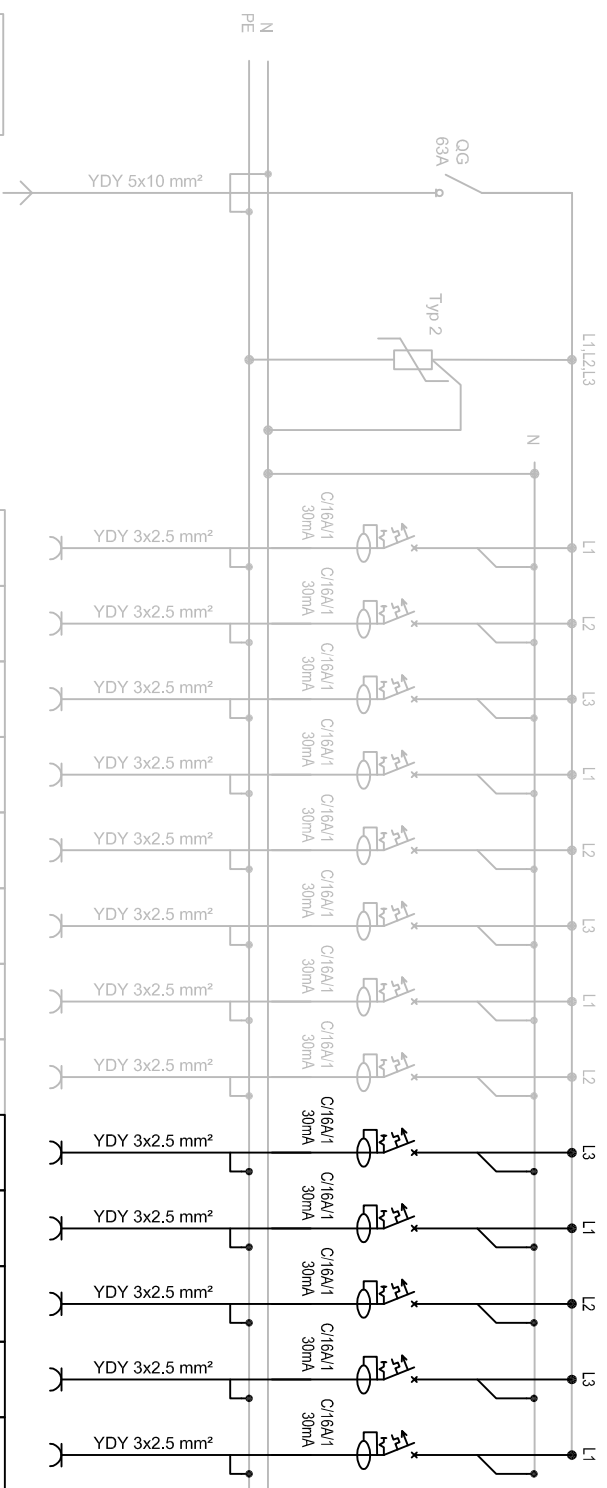 N
PE
YDY 5x10 mm²
QG
63A
L1,L2,L3
Typ 2
N
YDY 3x2.5 mm²
C/16A/1
30mA
L1
YDY 3x2.5 mm²
C/16A/1
30mA
L2
YDY 3x2.5 mm²
C/16A/1
30mA
L3
YDY 3x2.5 mm²
C/16A/1
30mA
L1
YDY 3x2.5 mm²
C/16A/1
30mA
L2
YDY 3x2.5 mm²
C/16A/1
30mA
L3
YDY 3x2.5 mm²
C/16A/1
30mA
L1
YDY 3x2.5 mm²
C/16A/1
30mA
L2
YDY 3x2.5 mm²
C/16A/1
30mA
L3
YDY 3x2.5 mm²
C/16A/1
30mA
L1
YDY 3x2.5 mm²
C/16A/1
30mA
L2
YDY 3x2.5 mm²
C/16A/1
30mA
L3
YDY 3x2.5 mm²
C/16A/1
30mA
L1